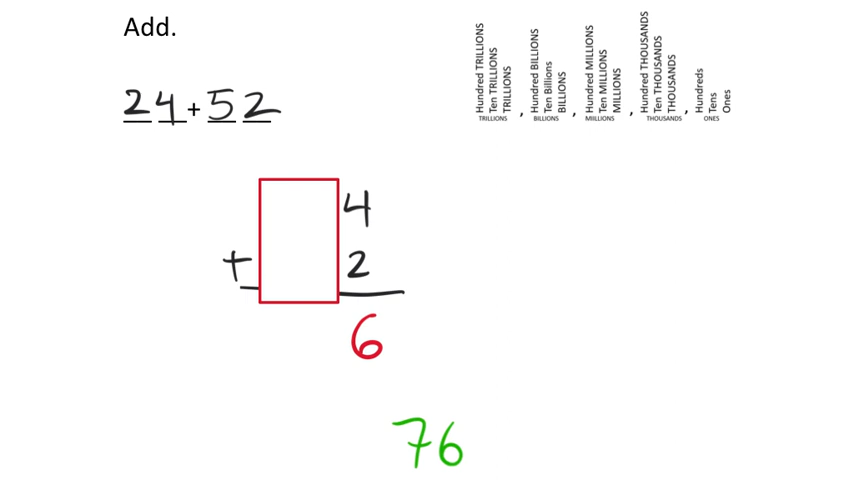 Add.
24+52
Hundred TRILLIONS
Ten TRILLIONS
TRILLIONS
TRILLIONS
,
Hundred BILLIONS
Ten Billions
BILLIONS
BILLIONS
,
Hundred MILLIONS
Ten MILLIONS
MILLIONS
MILLIONS
,
Hundred THOUSANDS
Ten THOUSANDS
THOUSANDS
THOUSANDS
,
Hundreds
Tens
Ones
ONES
4
+ 2
6
76